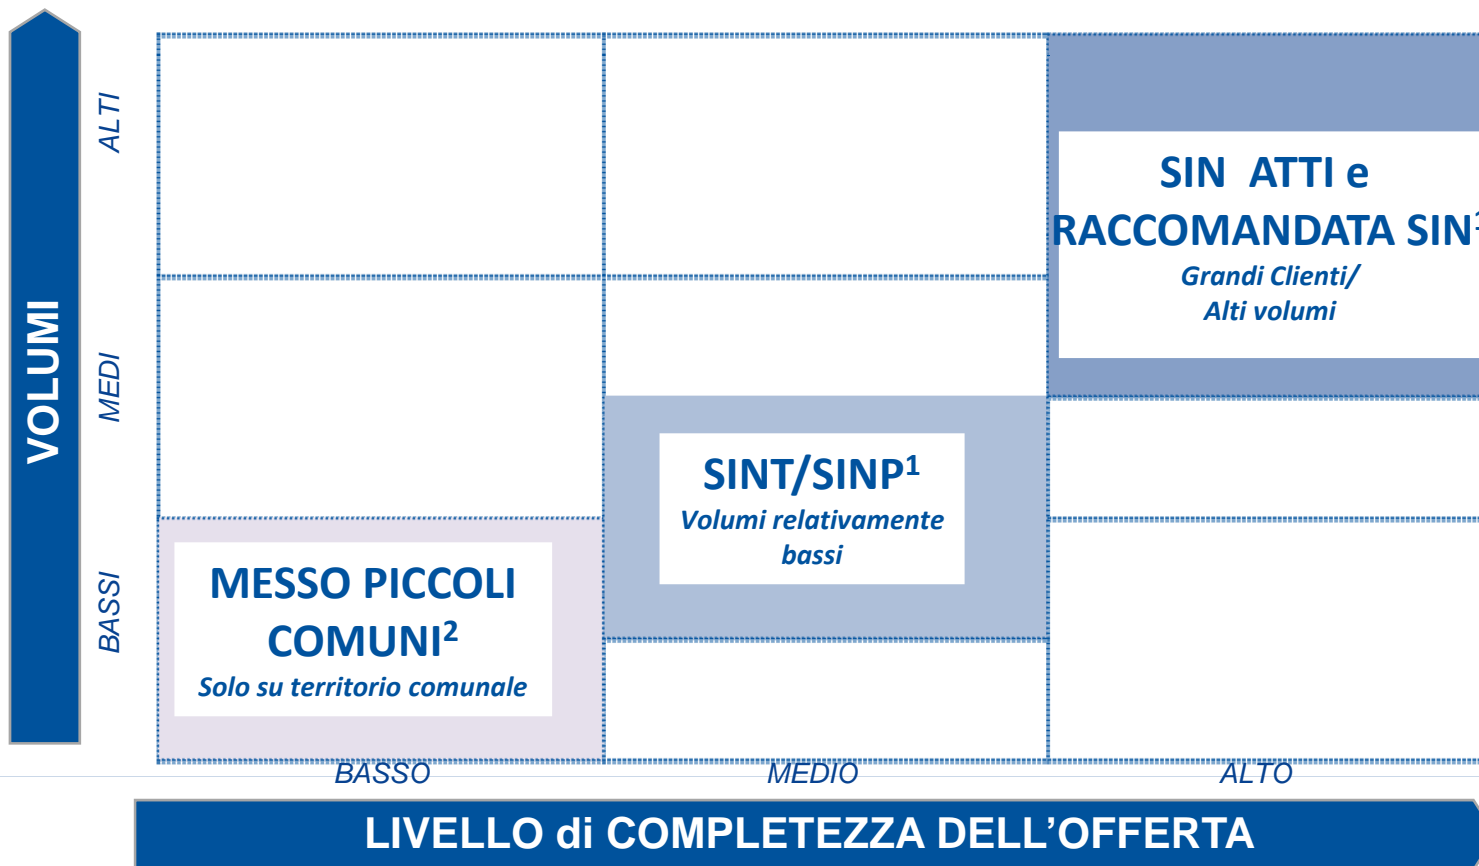 VOLUMI
ALTI
MEDI
BASSI
SIN ATTI e
RACCOMANDATA SIN¹
Grandi Clienti/
Alti volumi
SINT/SINP¹
Volumi relativamente
bassi
MESSO PICCOLI
COMUNI²
Solo su territorio comunale
BASSO
MEDIO
ALTO
LIVELLO di COMPLETEZZA DELL’OFFERTA